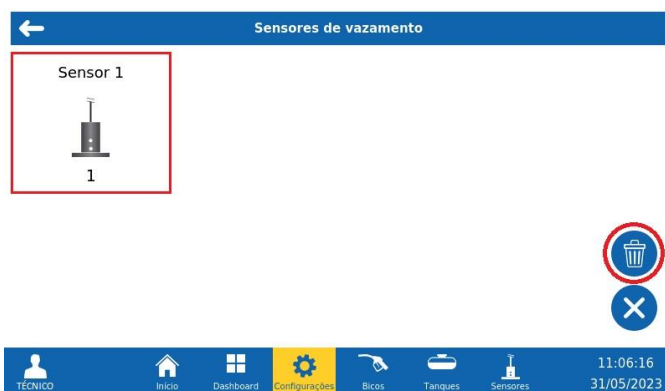 Sensores de vazamento
Sensor 1
1
TÉCNICO
Início
Dashboard
Configurações
Bicos
Tanques
Sensores
11:06:16
31/05/2023